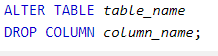 ALTER TABLE table_name
DROP COLUMN column_name;